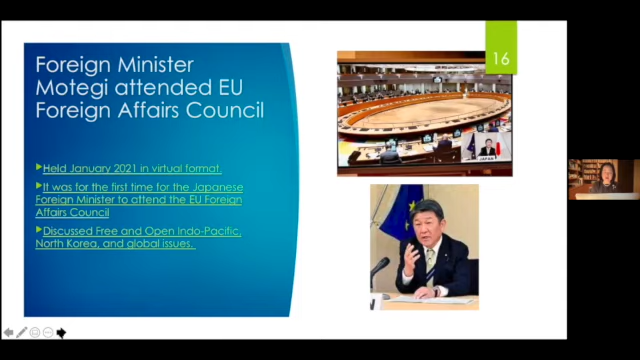 Foreign Minister
Motegi attended EU
Foreign Affairs Council
Held January 2021 in virtual format.
It was for the first time for the Japanese
Foreign Minister to attend the EU Foreign
Affairs Council
Discussed Free and Open Indo-Pacific,
North Korea, and global issues.
16
JAPAN